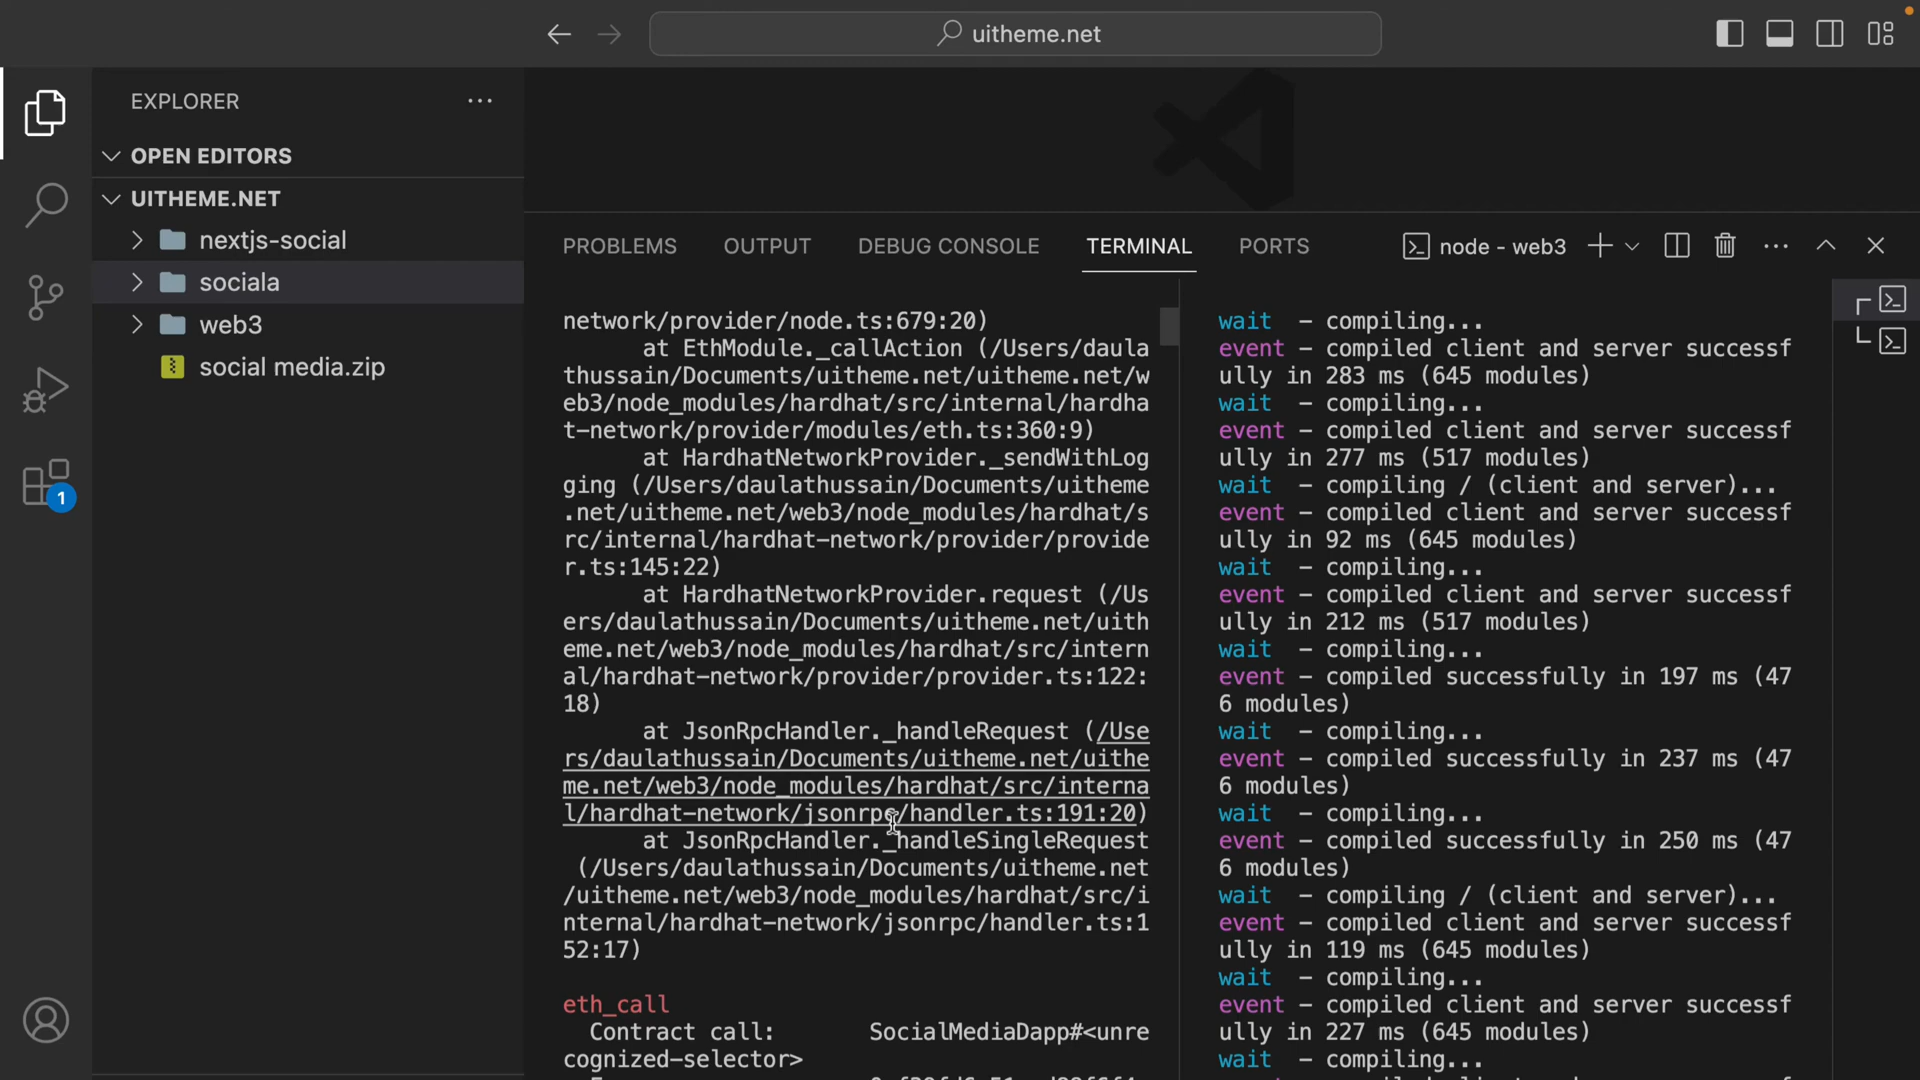 uitheme.net
EXPLORER
OPEN EDITORS
UITHEME.NET
nextjs-social
sociala
web3
social media.zip
1
PROBLEMS
OUTPUT
DEBUG CONSOLE
TERMINAL
PORTS
node - web3
network/provider/node.ts:679:20)
at EthModule._callAction (/Users/daula
thussain/Documents/uitheme.net/uitheme.net/w
eb3/node_modules/hardhat/src/internal/hardha
t-network/provider/modules/eth.ts:360:9)
at HardhatNetworkProvider._sendWithLog
ging (/Users/daulathussain/Documents/uitheme
.net/uitheme.net/web3/node_modules/hardhat/s
rc/internal/hardhat-network/provider/provide
r.ts:145:22)
at HardhatNetworkProvider.request (/Us
ers/daulathussain/Documents/uitheme.net/uith
eme.net/web3/node_modules/hardhat/src/intern
al/hardhat-network/provider/provider.ts:122:
18)
at JsonRpcHandler._handleRequest (/Use
rs/daulathussain/Documents/uitheme.net/uithe
me.net/web3/node_modules/hardhat/src/interna
l/hardhat-network/jsonrpc/handler.ts:191:20)
at JsonRpcHandler._handleSingleRequest
(/Users/daulathussain/Documents/uitheme.net
/uitheme.net/web3/node_modules/hardhat/src/i
nternal/hardhat-network/jsonrpc/handler.ts:1
52:17)
eth_call
Contract call: SocialMediaDapp#<unre
cognized-selector>
wait - compiling...
event - compiled client and server successf
ully in 283 ms (645 modules)
wait - compiling...
event - compiled client and server successf
ully in 277 ms (517 modules)
wait - compiling / (client and server)...
event - compiled client and server successf
ully in 92 ms (645 modules)
wait - compiling...
event - compiled client and server successf
ully in 212 ms (517 modules)
wait - compiling...
event - compiled successfully in 197 ms (47
6 modules)
wait - compiling...
event - compiled successfully in 237 ms (47
6 modules)
wait - compiling...
event - compiled successfully in 250 ms (47
6 modules)
wait - compiling / (client and server)...
event - compiled client and server successf
ully in 119 ms (645 modules)
wait - compiling...
event - compiled client and server successf
ully in 227 ms (645 modules)
wait - compiling...